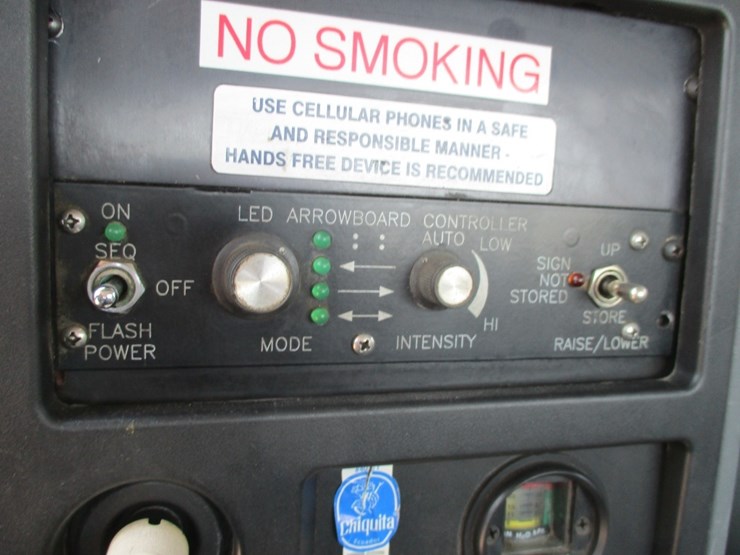 NO SMOKING
USE CELLULAR PHONES IN A SAFE
AND RESPONSIBLE MANNER -
HANDS FREE DEVICE IS RECOMMENDED
LED ARROWBOARD CONTROLLER
ON
SEQ
OFF
FLASH
POWER
MODE
AUTO
LOW
HI
INTENSITY
SIGN
NOT
STORED
UP
STORE
RAISE/LOWER
Chiquita